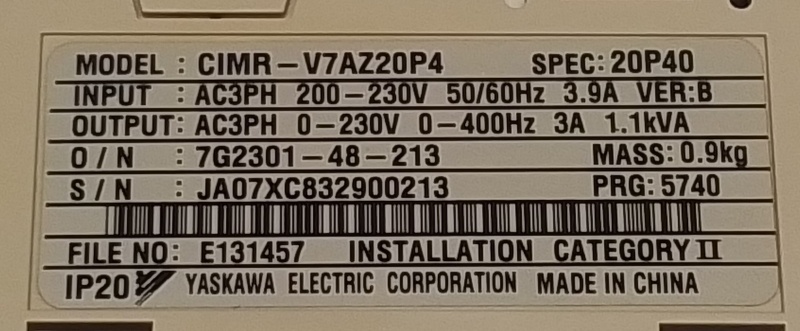 MODEL : CIMR-V7AZ20P4 SPEC: 20P40
INPUT : AC3PH 200-230V 50/60Hz 3.9A VER:B
OUTPUT: AC3PH 0-230V 0-400Hz 3A 1.1kVA
O/N : 7G2301-48-213 MASS: 0.9kg
S/N : JA07XC832900213 PRG: 5740
FILE NO: E131457 INSTALLATION CATEGORY II
IP20 YASKAWA ELECTRIC CORPORATION MADE IN CHINA